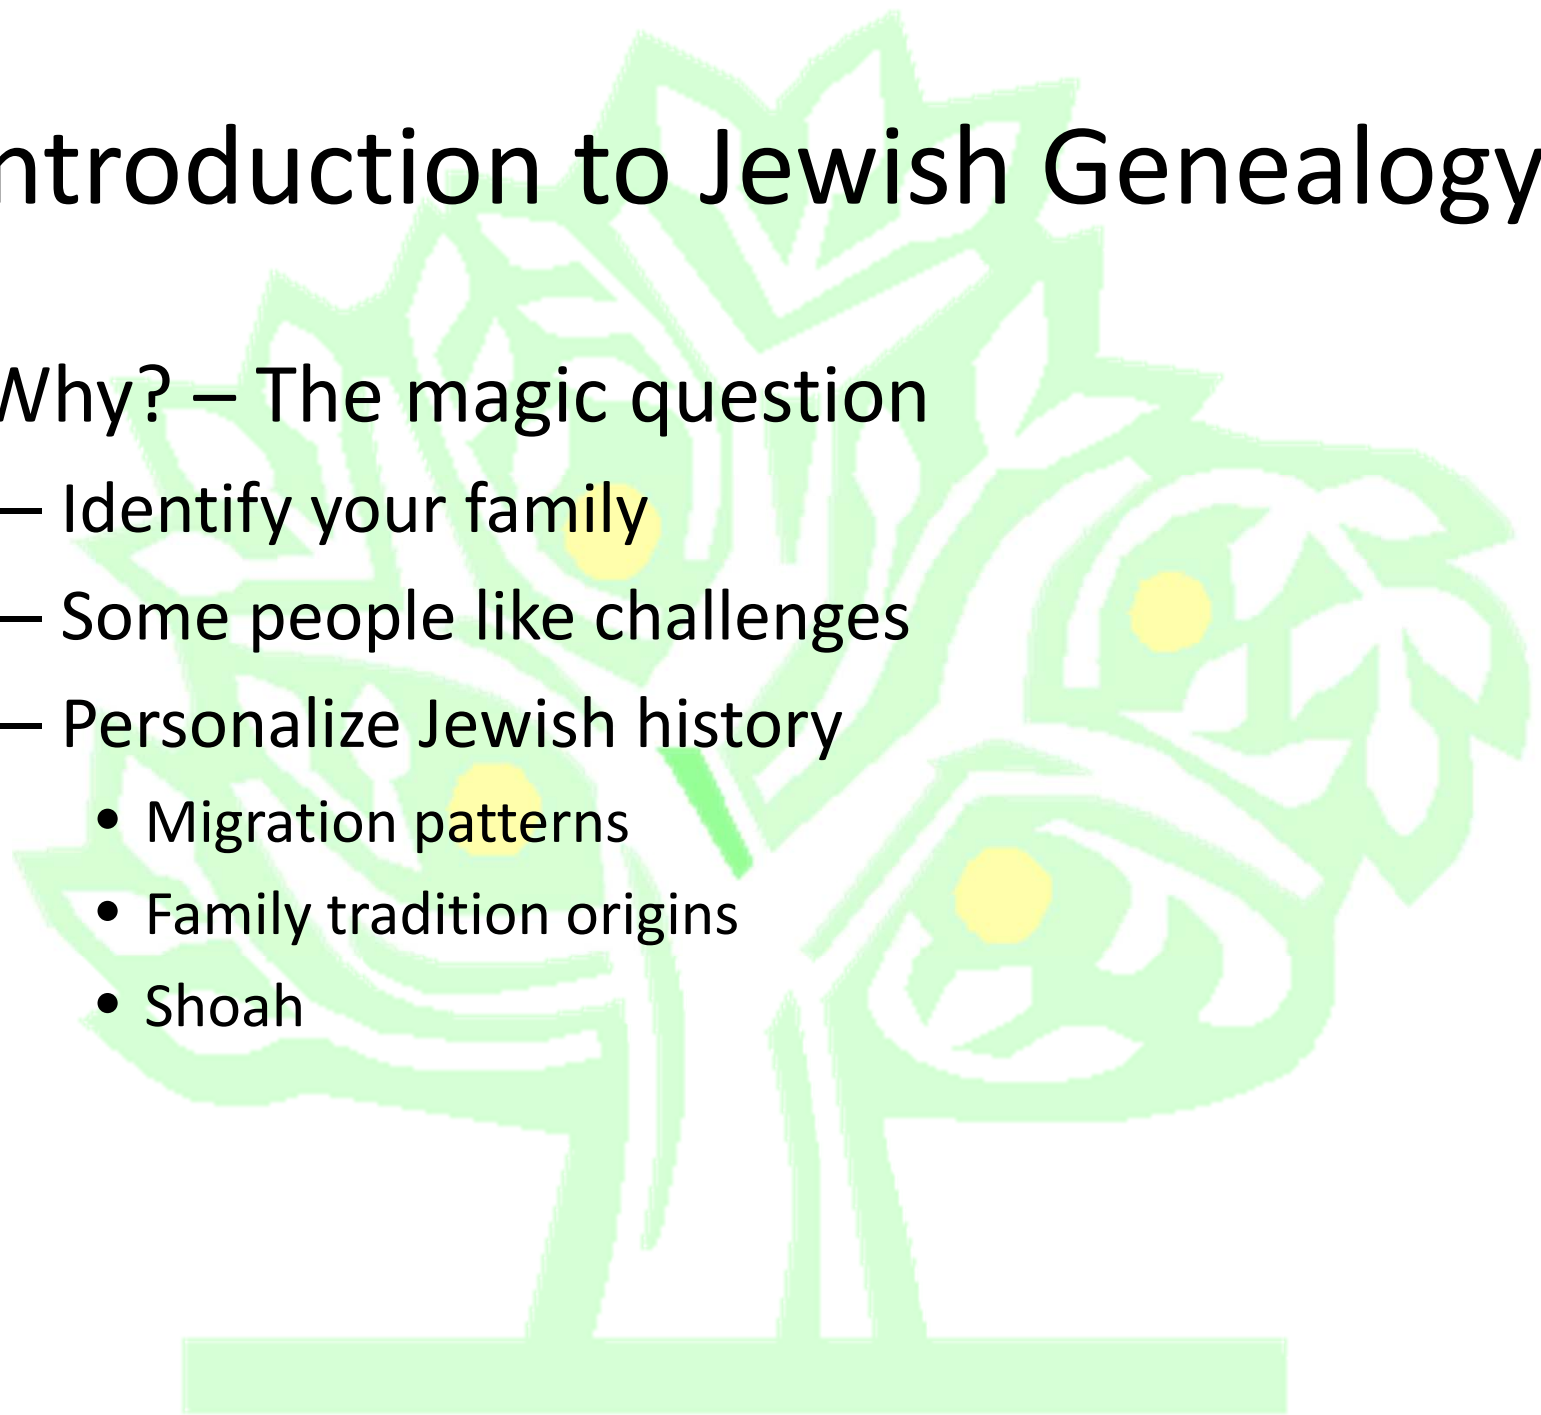 ntroduction to Jewish Genealogy
Why? – The magic question
– Identify your family
– Some people like challenges
– Personalize Jewish history
• Migration patterns
• Family tradition origins
• Shoah